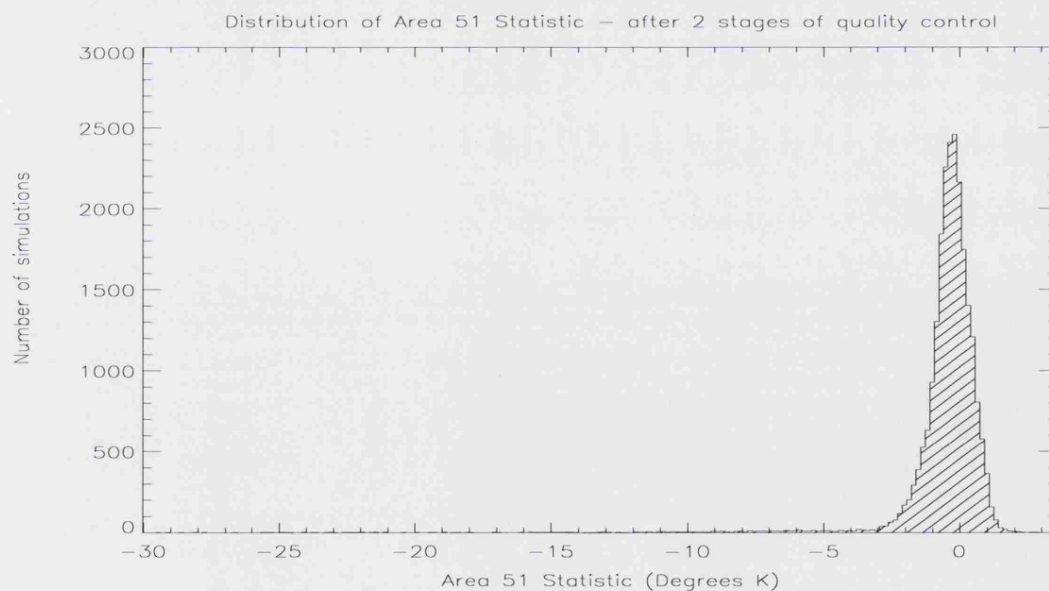 Distribution of Area 51 Statistic – after 2 stages of quality control
3000
2500
2000
1500
1000
500
0
Number of simulations
-30 -25 -20 -15 -10 -5 0
Area 51 Statistic (Degrees K)